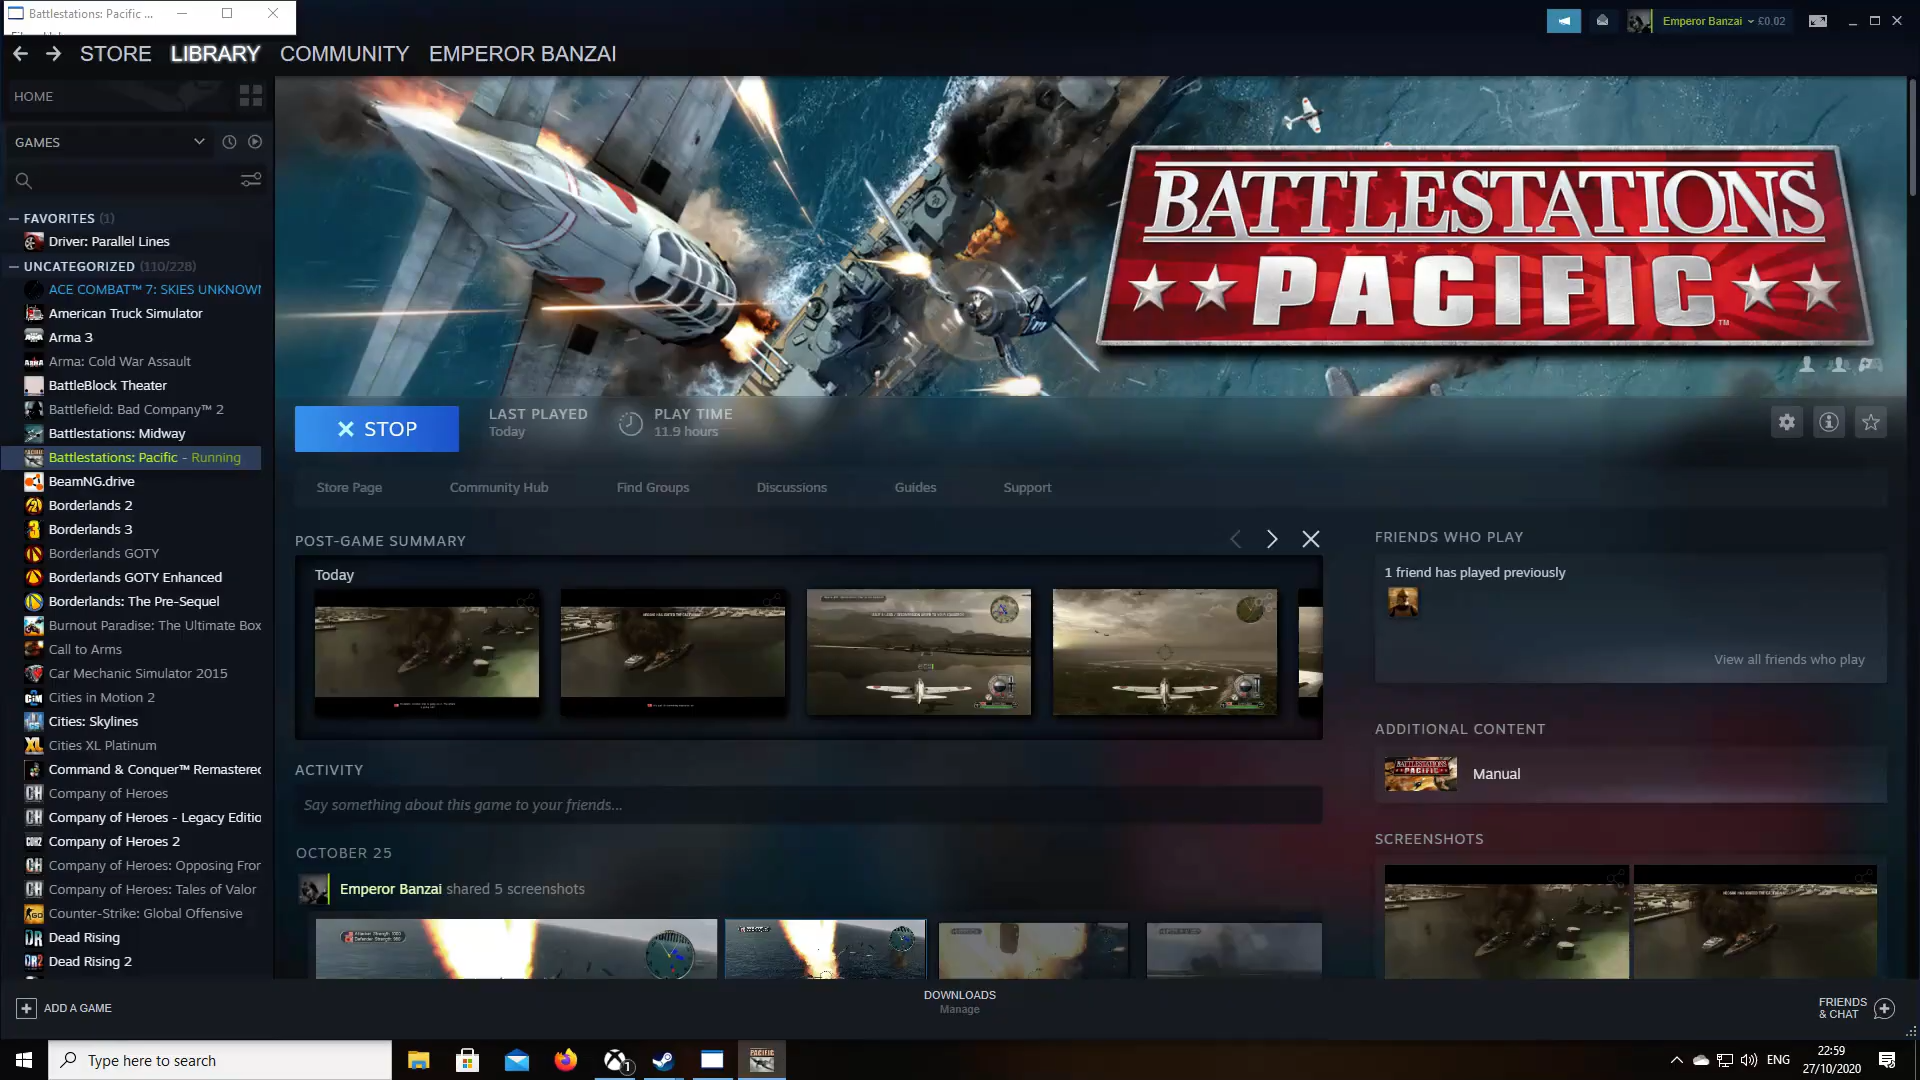 Battlestations: Pacific ...
Emperor Banzai
£0.02
STORE
LIBRARY
COMMUNITY
EMPEROR BANZAI
HOME
GAMES
FAVORITES (1)
Driver: Parallel Lines
UNCATEGORIZED (110/228)
ACE COMBAT™ 7: SKIES UNKNOWN
American Truck Simulator
Arma 3
Arma: Cold War Assault
BattleBlock Theater
Battlefield: Bad Company™ 2
Battlestations: Midway
Battlestations: Pacific - Running
BeamNG.drive
Borderlands 2
Borderlands 3
Borderlands GOTY
Borderlands GOTY Enhanced
Borderlands: The Pre-Sequel
Burnout Paradise: The Ultimate Box
Call to Arms
Car Mechanic Simulator 2015
Cities in Motion 2
Cities: Skylines
Cities XL Platinum
Command & Conquer™ Remastered
Company of Heroes
Company of Heroes - Legacy Editio
Company of Heroes 2
Company of Heroes: Opposing Fron
Company of Heroes: Tales of Valor
Counter-Strike: Global Offensive
Dead Rising
Dead Rising 2
ADD A GAME
BATTLESTATIONS
PACIFIC™
STOP
LAST PLAYED
Today
PLAY TIME
11.9 hours
Store Page
Community Hub
Find Groups
Discussions
Guides
Support
POST-GAME SUMMARY
Today
ACTIVITY
Say something about this game to your friends...
OCTOBER 25
Emperor Banzai shared 5 screenshots
FRIENDS WHO PLAY
1 friend has played previously
View all friends who play
ADDITIONAL CONTENT
BATTLESTATIONS
PACIFIC
Manual
SCREENSHOTS
DOWNLOADS
Manage
FRIENDS
& CHAT
Type here to search
1
PACIFIC
ENG
22:59
27/10/2020